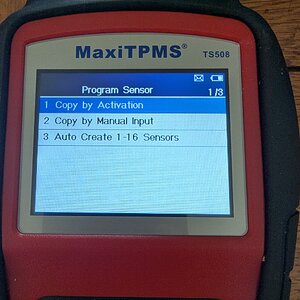 MaxiTPMS® TS508
Program Sensor 1/3
1 Copy by Activation
2 Copy by Manual Input
3 Auto Create 1-16 Sensors